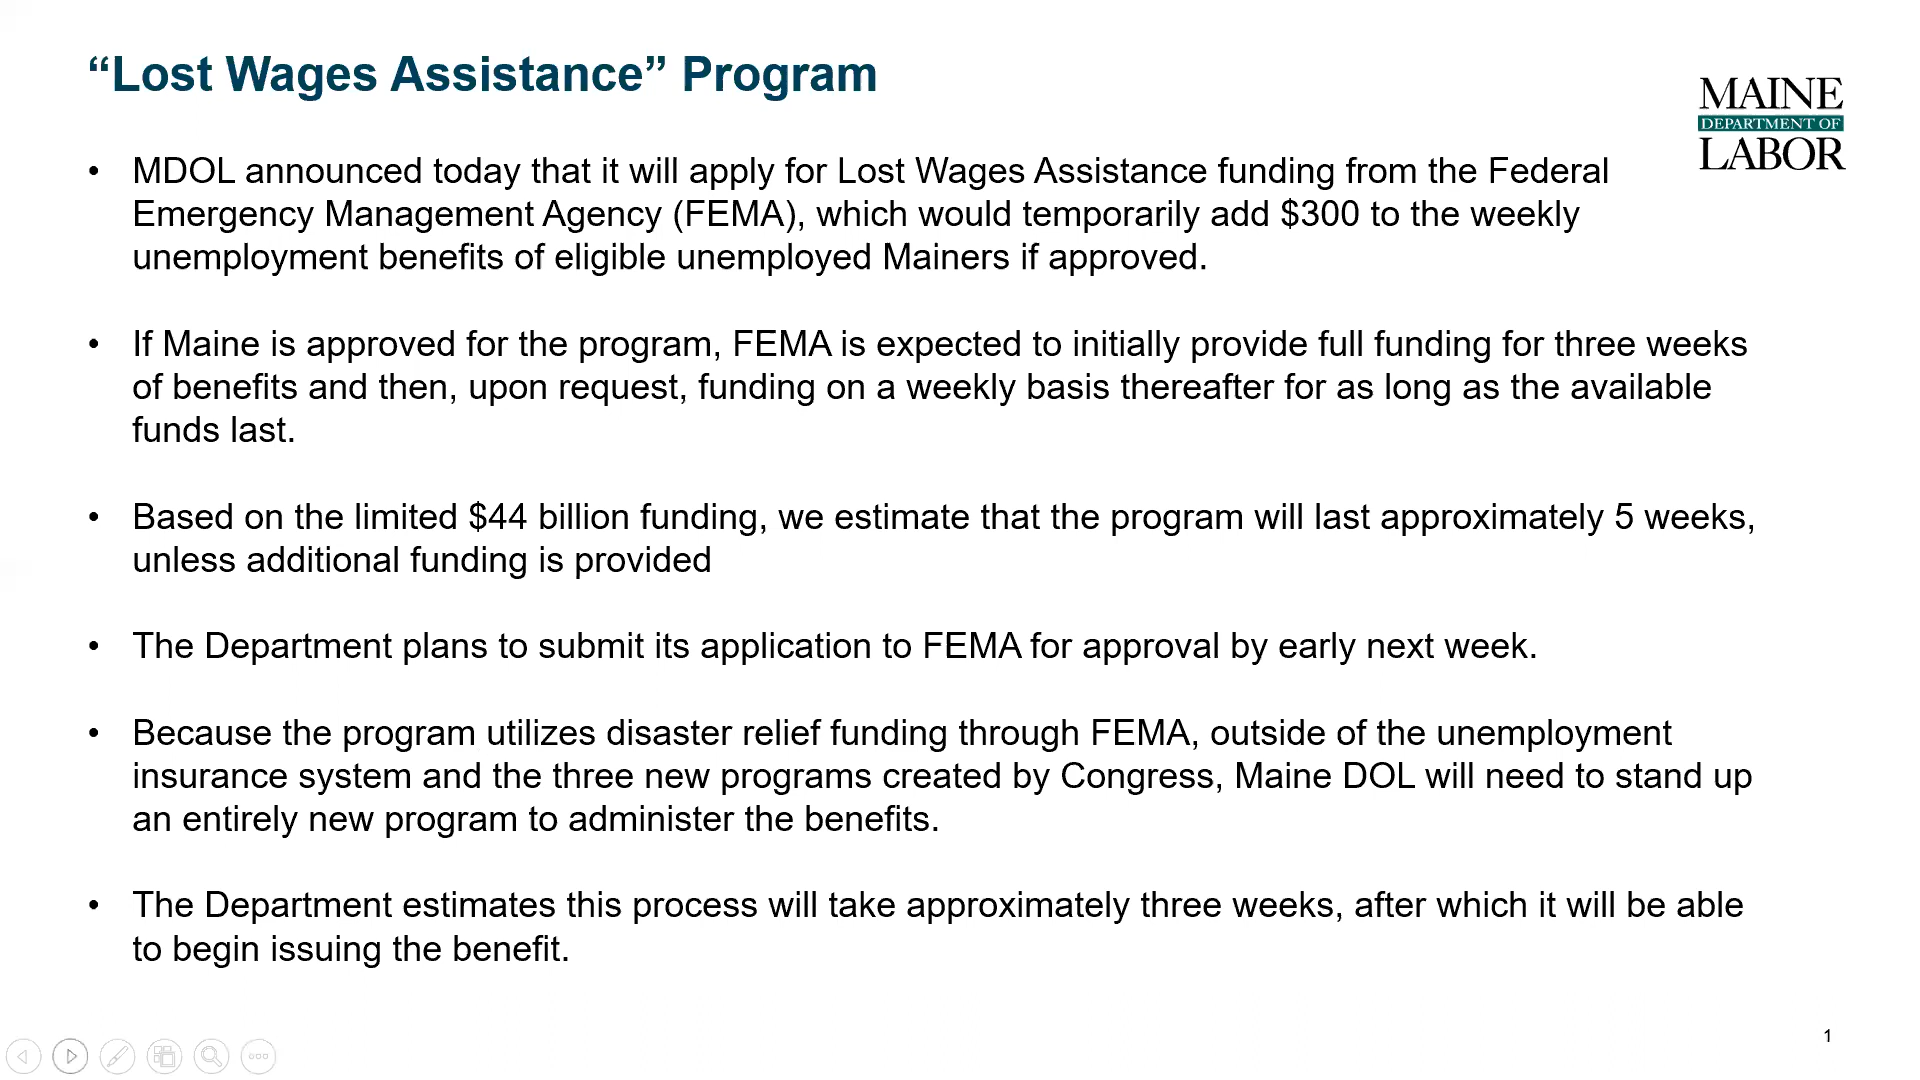 “Lost Wages Assistance” Program
MAINE
DEPARTMENT OF
LABOR
• MDOL announced today that it will apply for Lost Wages Assistance funding from the Federal
Emergency Management Agency (FEMA), which would temporarily add $300 to the weekly
unemployment benefits of eligible unemployed Mainers if approved.
• If Maine is approved for the program, FEMA is expected to initially provide full funding for three weeks
of benefits and then, upon request, funding on a weekly basis thereafter for as long as the available
funds last.
• Based on the limited $44 billion funding, we estimate that the program will last approximately 5 weeks,
unless additional funding is provided
• The Department plans to submit its application to FEMA for approval by early next week.
• Because the program utilizes disaster relief funding through FEMA, outside of the unemployment
insurance system and the three new programs created by Congress, Maine DOL will need to stand up
an entirely new program to administer the benefits.
• The Department estimates this process will take approximately three weeks, after which it will be able
to begin issuing the benefit.
1